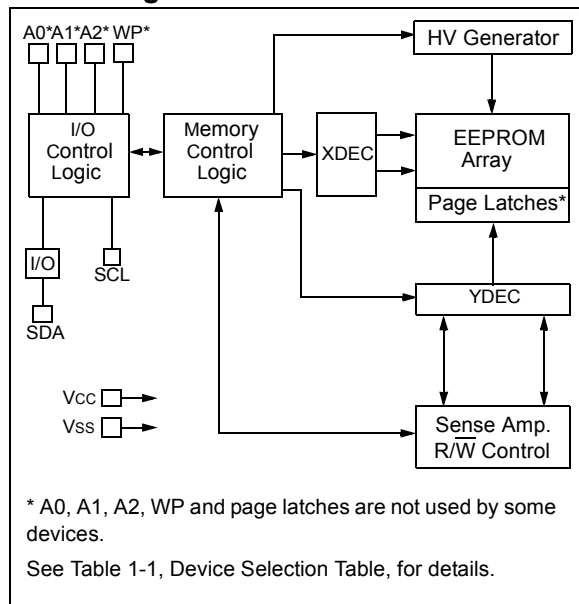 A0* A1* A2* WP*
HV Generator
I/O
Control
Logic
Memory
Control
Logic
XDEC
EEPROM
Array
Page Latches*
I/O
SCL
SDA
YDEC
Vcc
Vss
Sense Amp.
R/W̅ Control
* A0, A1, A2, WP and page latches are not used by some
devices.
See Table 1-1, Device Selection Table, for details.